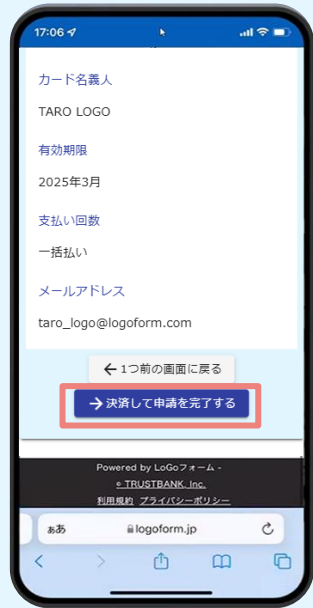 17:06
カード名義人
TARO LOGO
有効期限
2025年3月
支払い回数
一括払い
メールアドレス
taro_logo@logoform.com
← 1つ前の画面に戻る
→ 決済して申請を完了する
Powered by LoGoフォーム -
© TRUSTBANK, Inc.
利用規約 プライバシーポリシー
ぁあ logoform.jp